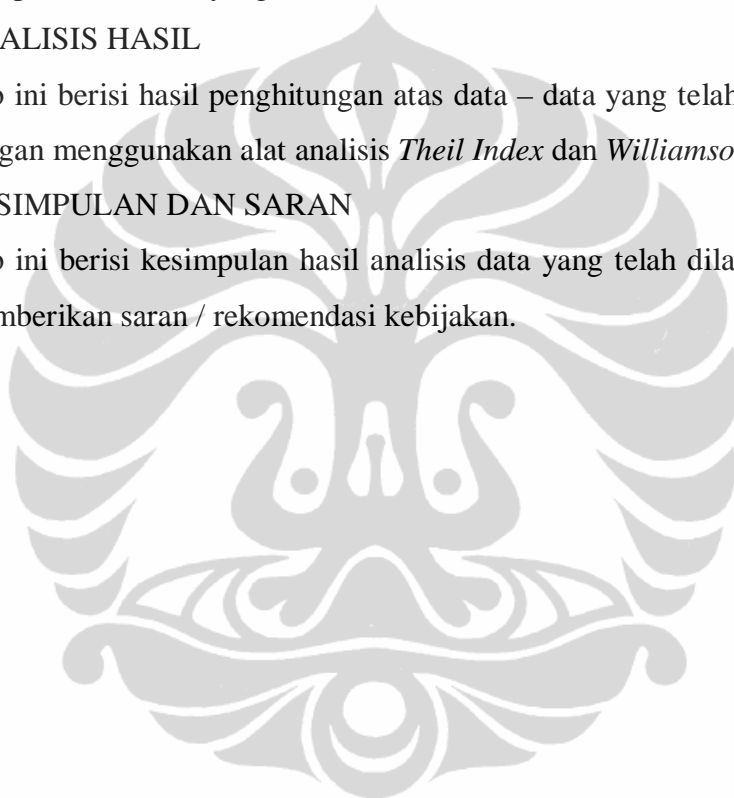 ALISIS HASIL
ini berisi hasil penghitungan atas data – data yang telah
gan menggunakan alat analisis Theil Index dan Williamso
SIMPULAN DAN SARAN
ini berisi kesimpulan hasil analisis data yang telah dila
mberikan saran / rekomendasi kebijakan.